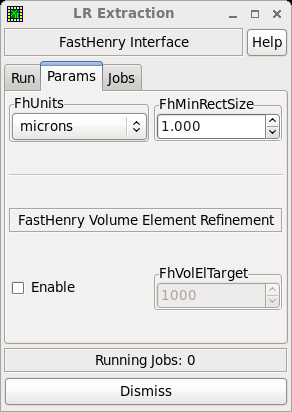 LR Extraction
FastHenry Interface
Help
Run
Params
Jobs
FhUnits
FhMinRectSize
microns
1.000
FastHenry Volume Element Refinement
Enable
FhVolElTarget
1000
Running Jobs: 0
Dismiss